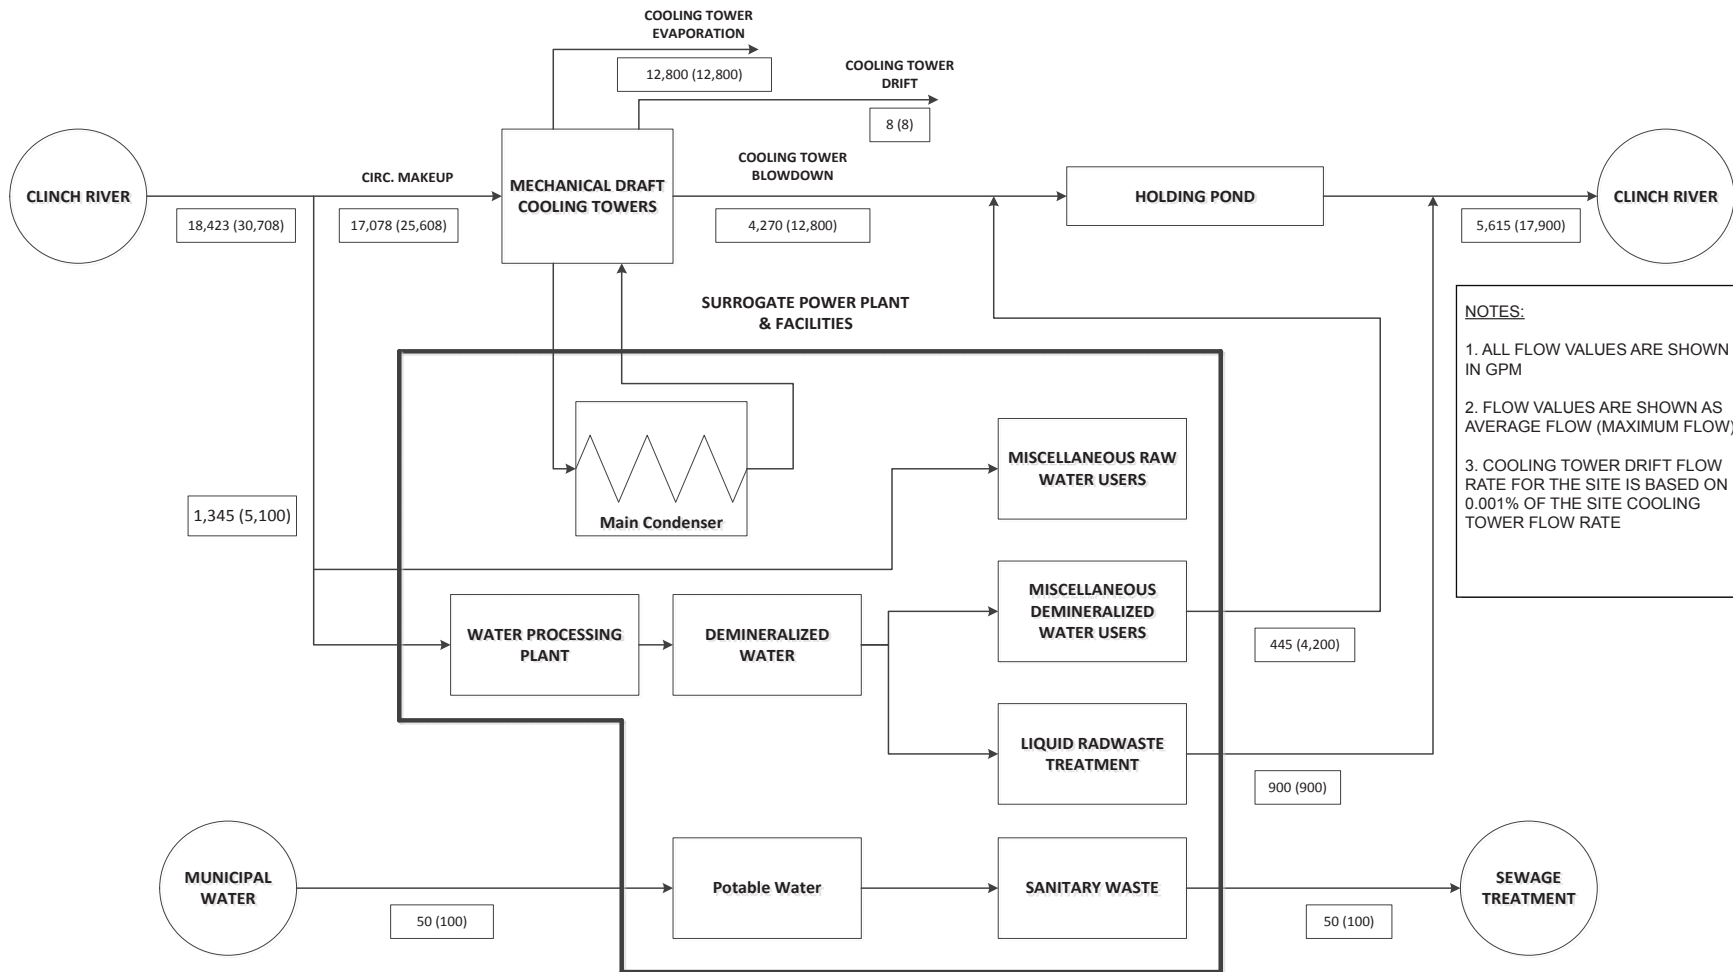 COOLING TOWER
EVAPORATION
12,800 (12,800)
COOLING TOWER
DRIFT
8 (8)
CLINCH RIVER
18,423 (30,708)
CIRC. MAKEUP
17,078 (25,608)
MECHANICAL DRAFT
COOLING TOWERS
COOLING TOWER
BLOWDOWN
4,270 (12,800)
HOLDING POND
5,615 (17,900)
CLINCH RIVER
SURROGATE POWER PLANT
& FACILITIES
NOTES:
1. ALL FLOW VALUES ARE SHOWN
IN GPM
2. FLOW VALUES ARE SHOWN AS
AVERAGE FLOW (MAXIMUM FLOW)
3. COOLING TOWER DRIFT FLOW
RATE FOR THE SITE IS BASED ON
0.001% OF THE SITE COOLING
TOWER FLOW RATE
1,345 (5,100)
Main Condenser
MISCELLANEOUS RAW
WATER USERS
WATER PROCESSING
PLANT
DEMINERALIZED
WATER
MISCELLANEOUS
DEMINERALIZED
WATER USERS
445 (4,200)
LIQUID RADWASTE
TREATMENT
900 (900)
MUNICIPAL
WATER
50 (100)
Potable Water
SANITARY WASTE
50 (100)
SEWAGE
TREATMENT